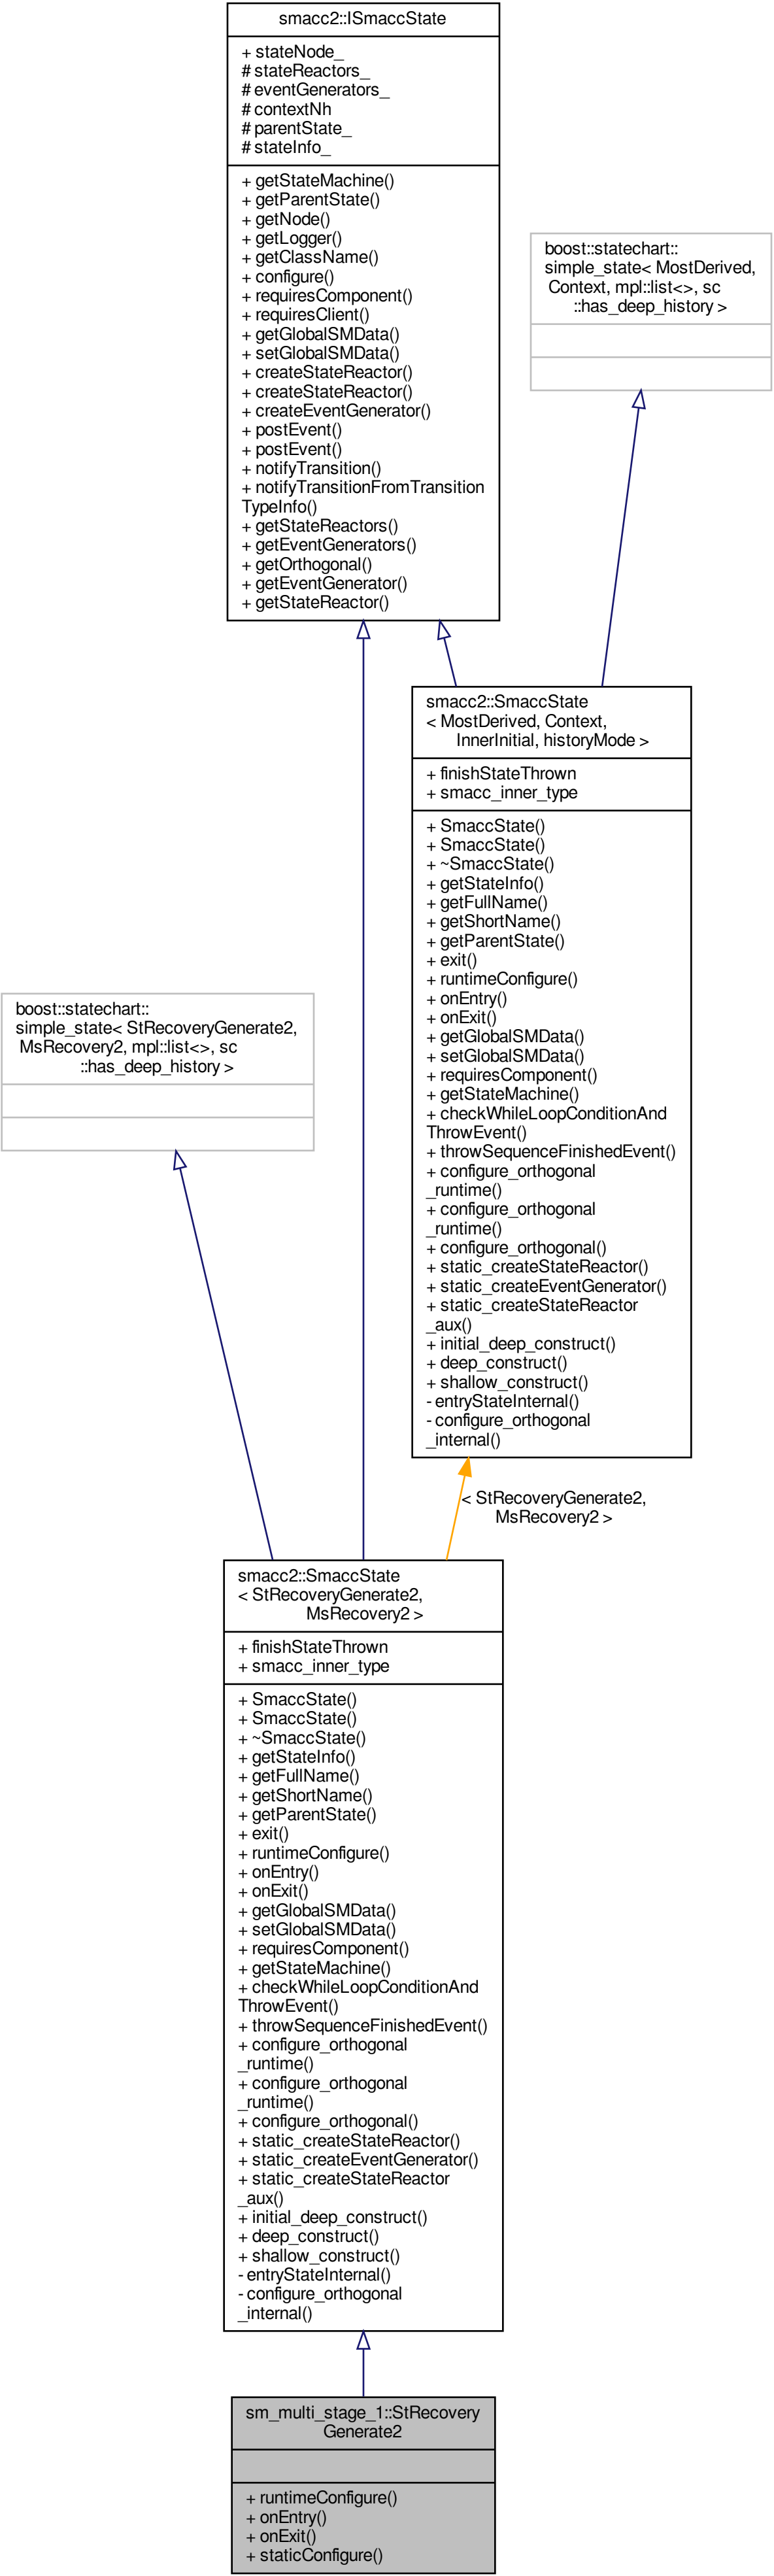 smacc2::ISmaccState
+ stateNode_
# stateReactors_
# eventGenerators_
# contextNh
# parentState_
# stateInfo_
+ getStateMachine()
+ getParentState()
+ getNode()
+ getLogger()
+ getClassName()
+ configure()
+ requiresComponent()
+ requiresClient()
+ getGlobalSMData()
+ setGlobalSMData()
+ createStateReactor()
+ createStateReactor()
+ createEventGenerator()
+ postEvent()
+ postEvent()
+ notifyTransition()
+ notifyTransitionFromTransition
TypeInfo()
+ getStateReactors()
+ getEventGenerators()
+ getOrthogonal()
+ getEventGenerator()
+ getStateReactor()
boost::statechart::
simple_state< MostDerived,
Context, mpl::list<>, sc
::has_deep_history >
smacc2::SmaccState
< MostDerived, Context,
InnerInitial, historyMode >
+ finishStateThrown
+ smacc_inner_type
+ SmaccState()
+ SmaccState()
+ ~SmaccState()
+ getStateInfo()
+ getFullName()
+ getShortName()
+ getParentState()
+ exit()
+ runtimeConfigure()
+ onEntry()
+ onExit()
+ getGlobalSMData()
+ setGlobalSMData()
+ requiresComponent()
+ getStateMachine()
+ checkWhileLoopConditionAnd
ThrowEvent()
+ throwSequenceFinishedEvent()
+ configure_orthogonal
_runtime()
+ configure_orthogonal
_runtime()
+ configure_orthogonal()
+ static_createStateReactor()
+ static_createEventGenerator()
+ static_createStateReactor
_aux()
+ initial_deep_construct()
+ deep_construct()
+ shallow_construct()
- entryStateInternal()
- configure_orthogonal
_internal()
boost::statechart::
simple_state< StRecoveryGenerate2,
MsRecovery2, mpl::list<>, sc
::has_deep_history >
< StRecoveryGenerate2,
MsRecovery2 >
smacc2::SmaccState
< StRecoveryGenerate2,
MsRecovery2 >
+ finishStateThrown
+ smacc_inner_type
+ SmaccState()
+ SmaccState()
+ ~SmaccState()
+ getStateInfo()
+ getFullName()
+ getShortName()
+ getParentState()
+ exit()
+ runtimeConfigure()
+ onEntry()
+ onExit()
+ getGlobalSMData()
+ setGlobalSMData()
+ requiresComponent()
+ getStateMachine()
+ checkWhileLoopConditionAnd
ThrowEvent()
+ throwSequenceFinishedEvent()
+ configure_orthogonal
_runtime()
+ configure_orthogonal
_runtime()
+ configure_orthogonal()
+ static_createStateReactor()
+ static_createEventGenerator()
+ static_createStateReactor
_aux()
+ initial_deep_construct()
+ deep_construct()
+ shallow_construct()
- entryStateInternal()
- configure_orthogonal
_internal()
sm_multi_stage_1::StRecovery
Generate2
+ runtimeConfigure()
+ onEntry()
+ onExit()
+ staticConfigure()